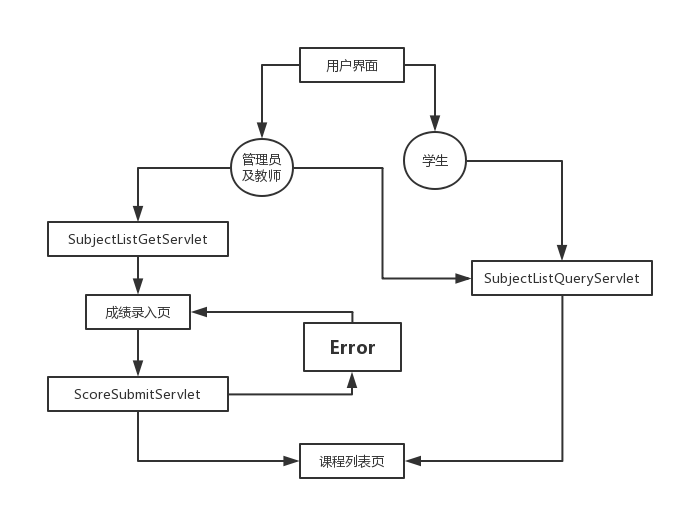 用户界面
管理员
及教师
学生
SubjectListGetServlet
SubjectListQueryServlet
成绩录入页
Error
ScoreSubmitServlet
课程列表页